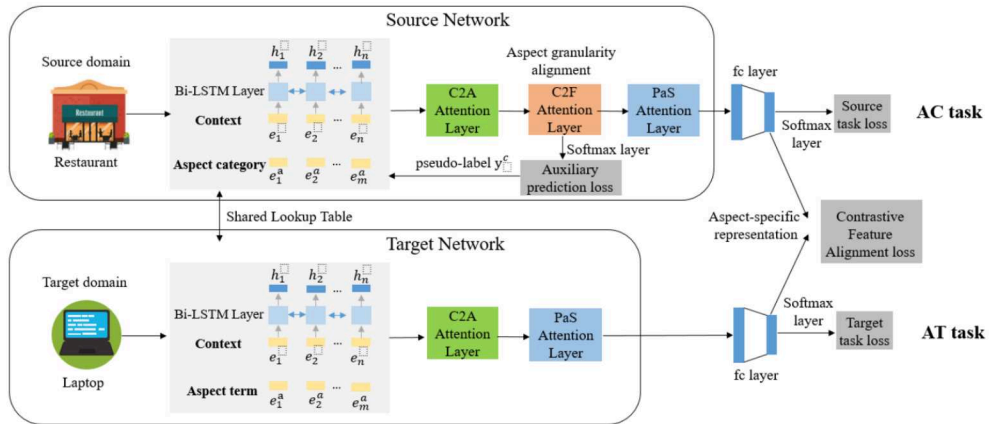 Source Network
Source domain
Restaurant
Restaurant
h₁ h₂ ... hₙ
Bi-LSTM Layer
...
Context
e₁ e₂ ... eₙ
Aspect category
e₁ᵃ e₂ᵃ ... eₘᵃ
C2A
Attention
Layer
Aspect granularity
alignment
C2F
Attention
Layer
PaS
Attention
Layer
Softmax layer
pseudo-label yᶜ
Auxiliary
prediction loss
fc layer
Softmax
layer
Source
task loss
AC task
Shared Lookup Table
Aspect-specific
representation
Contrastive
Feature
Alignment loss
Target Network
Target domain
Laptop
h₁ h₂ ... hₙ
Bi-LSTM Layer
...
Context
e₁ e₂ ... eₙ
Aspect term
e₁ᵃ e₂ᵃ ... eₘᵃ
C2A
Attention
Layer
PaS
Attention
Layer
fc layer
Softmax
layer
Target
task loss
AT task